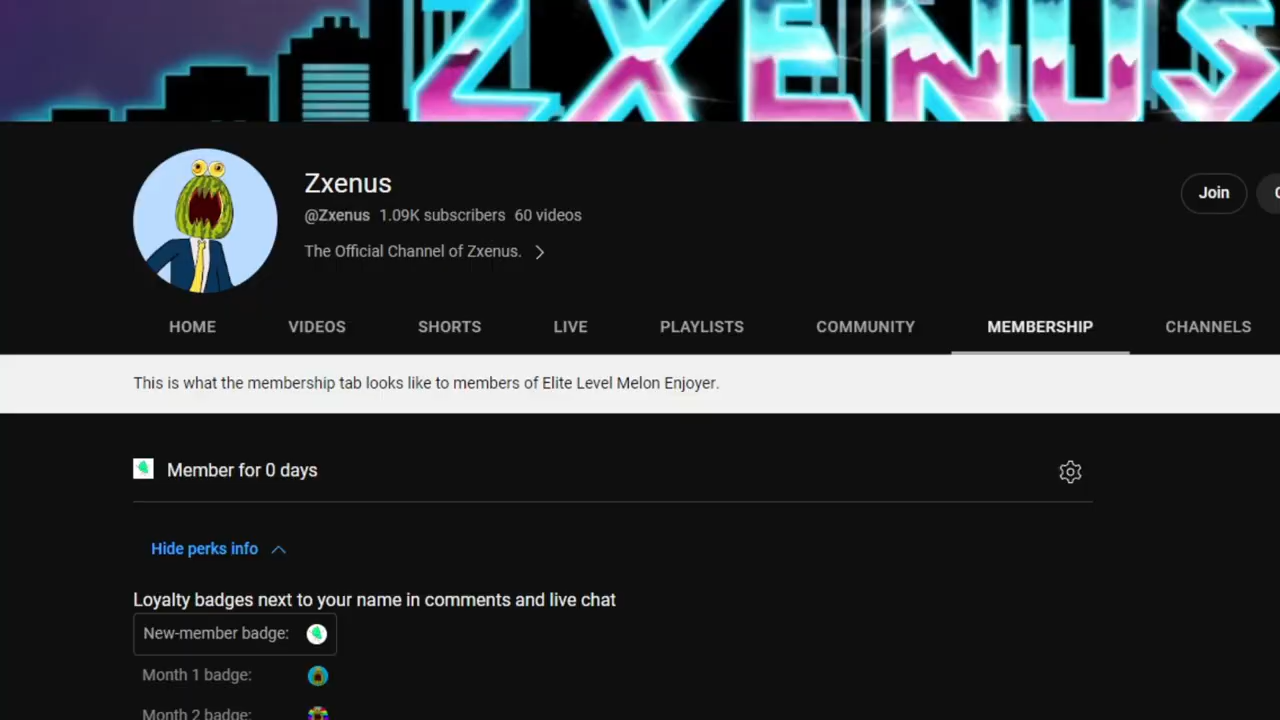 ZXENUS
Zxenus
@Zxenus 1.09K subscribers 60 videos
The Official Channel of Zxenus.
Join
HOME VIDEOS SHORTS LIVE PLAYLISTS COMMUNITY MEMBERSHIP CHANNELS
This is what the membership tab looks like to members of Elite Level Melon Enjoyer.
Member for 0 days
Hide perks info
Loyalty badges next to your name in comments and live chat
New-member badge:
Month 1 badge:
Month 2 badge: